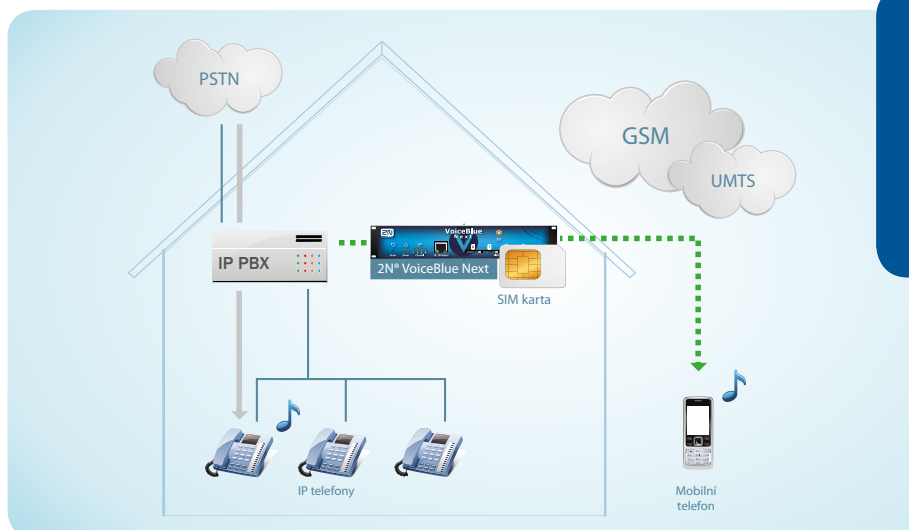 PSTN
GSM
UMTS
IP PBX
2N
VoiceBlue
Next
2N® VoiceBlue Next
SIM karta
IP telefony
Mobilní
telefon